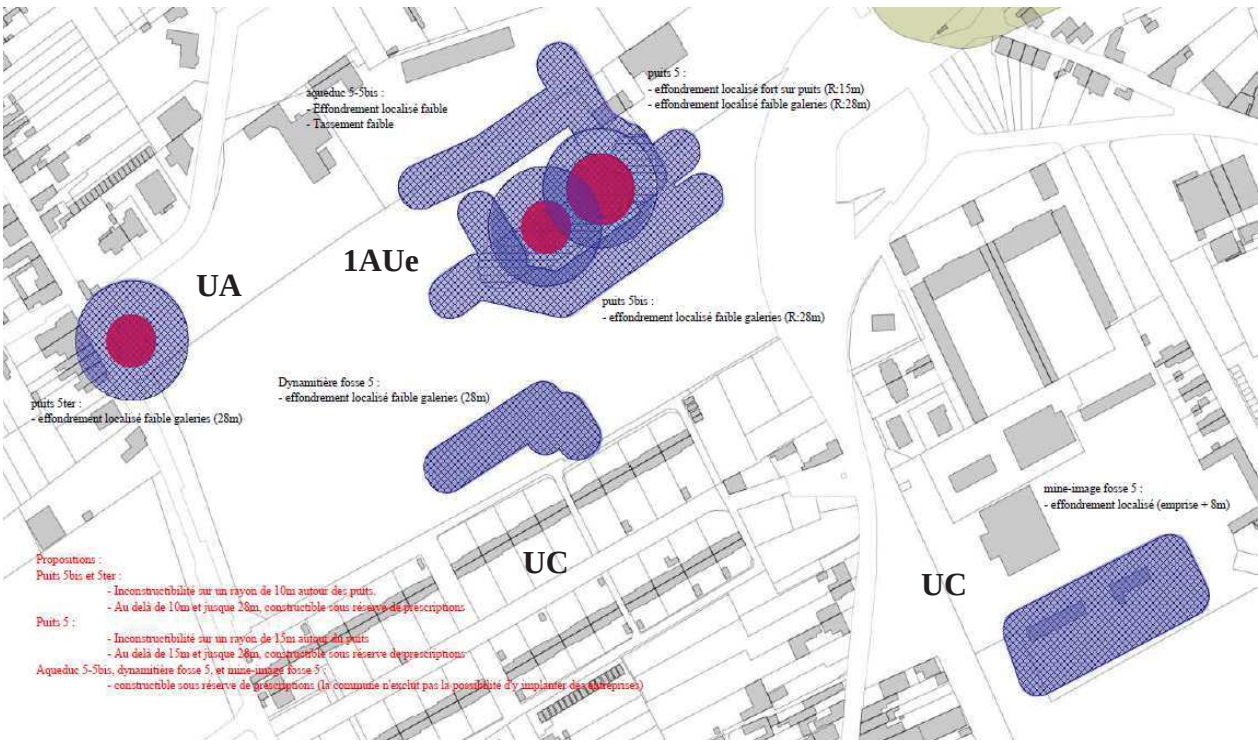 aqueduc 5-5bis :
- Effondrement localisé faible
- Tassement faible
puits 5 :
- effondrement localisé fort sur puits (R:15m)
- effondrement localisé faible galeries (R:28m)
1AUe
UA
puits 5bis :
- effondrement localisé faible galeries (R:28m)
Dynamitière fosse 5 :
- effondrement localisé faible galeries (28m)
puits 5ter :
- effondrement localisé faible galeries (28m)
mine-image fosse 5 :
- effondrement localisé (emprise + 8m)
UC
UC
Propositions :
Puits 5bis et 5ter :
- Inconstructibilité sur un rayon de 10m autour des puits.
- Au delà de 10m et jusque 28m, constructible sous réserve de prescriptions
Puits 5 :
- Inconstructibilité sur un rayon de 15m autour du puits
- Au delà de 15m et jusque 28m, constructible sous réserve de prescriptions
Aqueduc 5-5bis, dynamitière fosse 5, et mine-image fosse 5 :
- constructible sous réserve de prescriptions (la commune n'exclut pas la possibilité d'y implanter des entreprises)